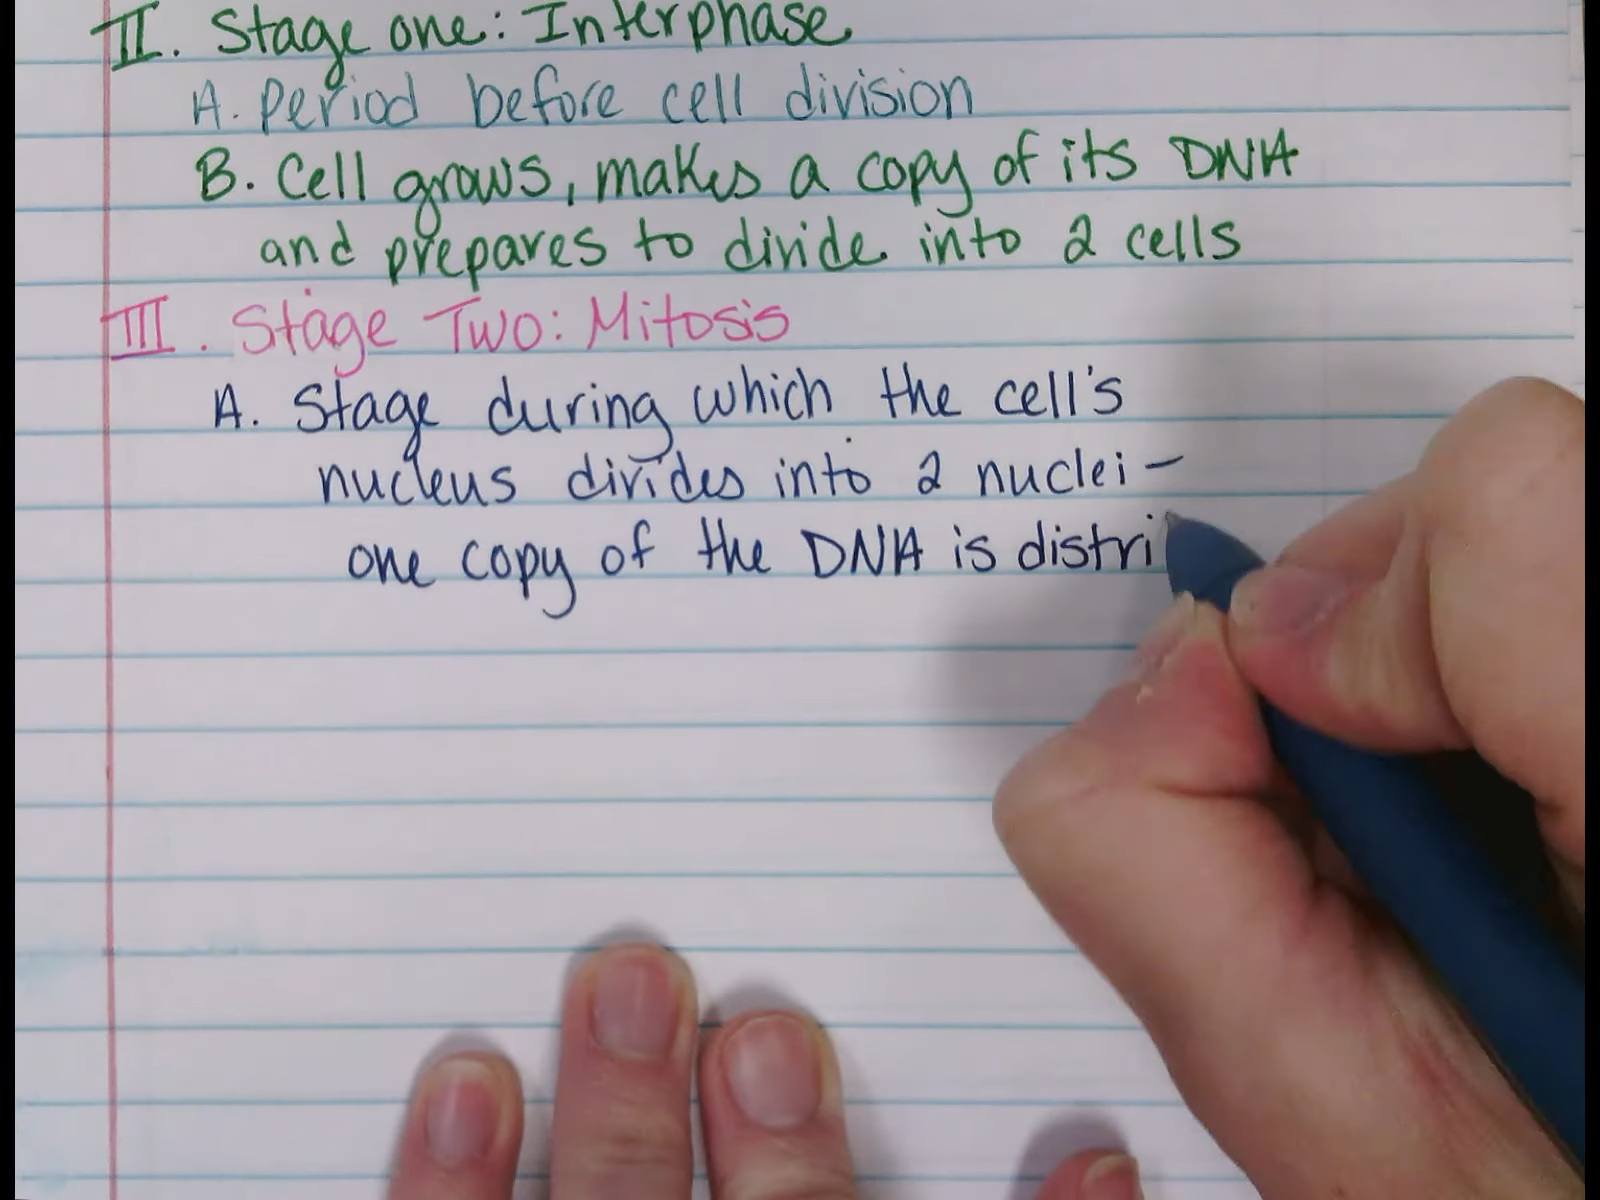 II. Stage one: Interphase
A. Period before cell division
B. Cell grows, makes a copy of its DNA
and prepares to divide into 2 cells
III. Stage Two: Mitosis
A. Stage during which the cell's
nucleus divides into 2 nuclei -
one copy of the DNA is distri